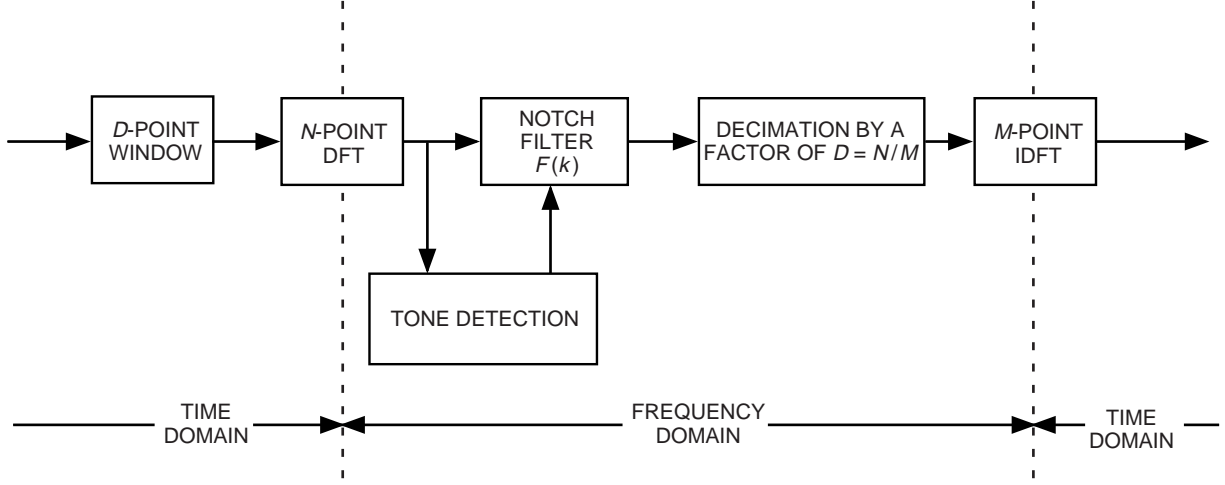 D-POINT
WINDOW
N-POINT
DFT
NOTCH
FILTER
F(k)
DECIMATION BY A
FACTOR OF D = N/M
M-POINT
IDFT
TONE DETECTION
TIME
DOMAIN
FREQUENCY
DOMAIN
TIME
DOMAIN